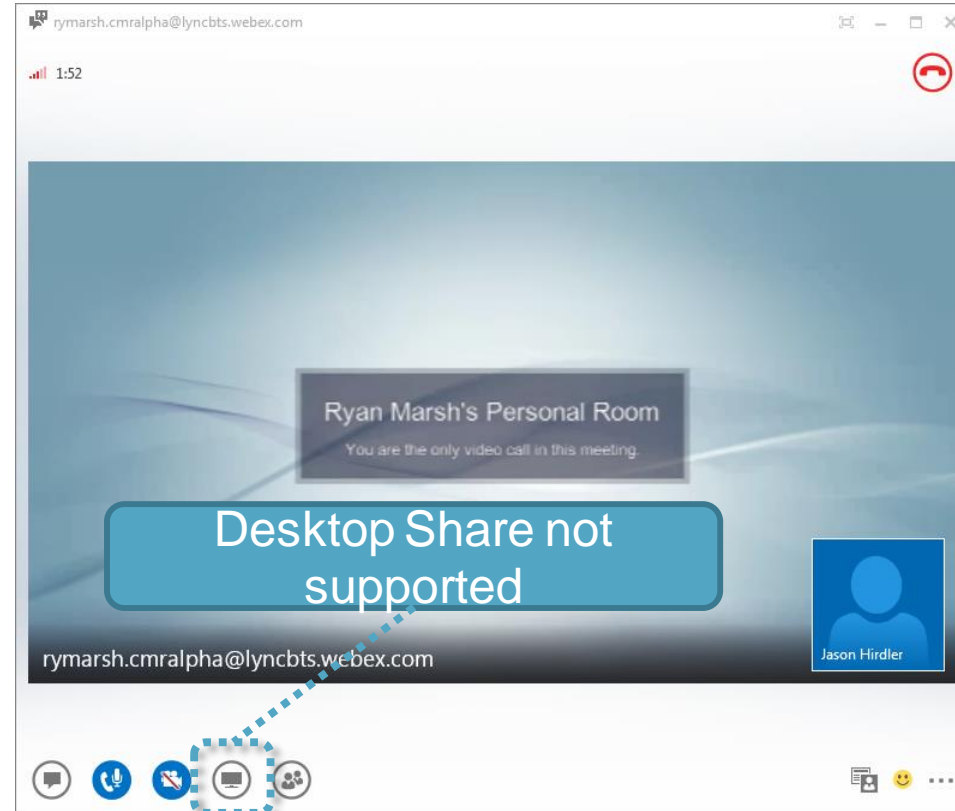 rymarsh.cmralpha@lyncbts.webex.com
1:52
Ryan Marsh's Personal Room
You are the only video call in this meeting.
Desktop Share not
supported
rymarsh.cmralpha@lyncbts.webex.com
Jason Hirdler